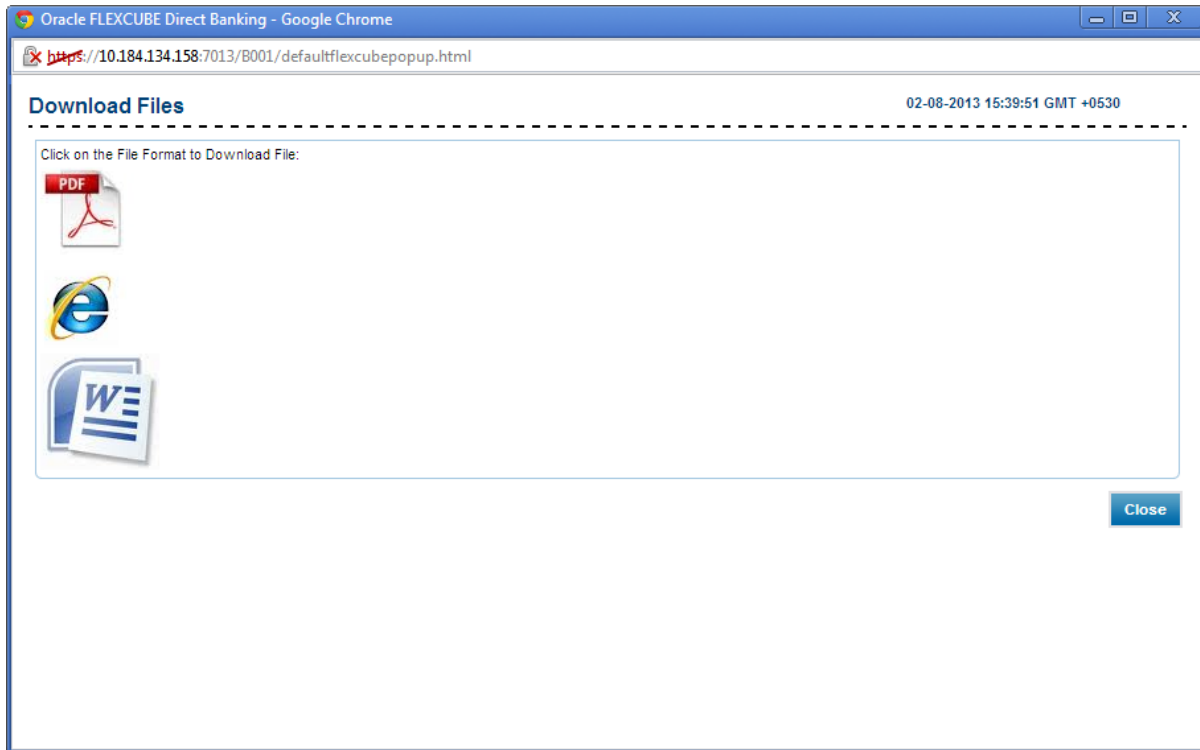 Oracle FLEXCUBE Direct Banking - Google Chrome
https://10.184.134.158:7013/B001/defaultflexcubepopup.html
Download Files
02-08-2013 15:39:51 GMT +0530
Click on the File Format to Download File:
PDF
W
Close